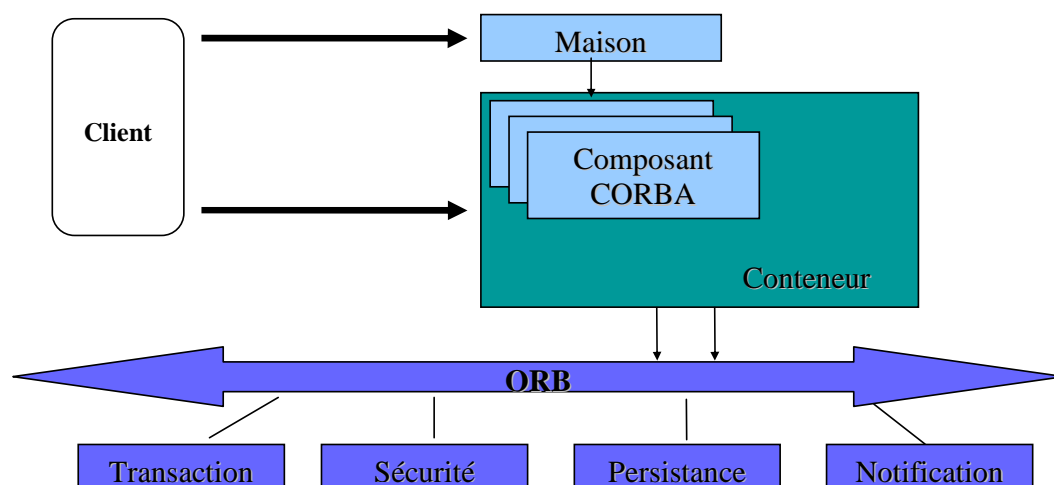 Maison
Client
Composant
CORBA
Conteneur
ORB
Transaction
Sécurité
Persistance
Notification